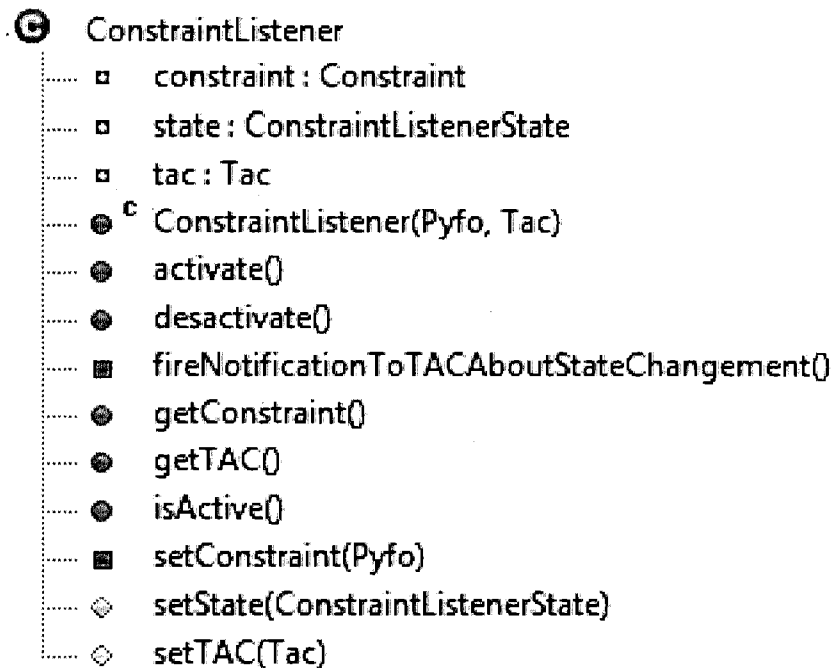 C ConstraintListener
constraint : Constraint
state : ConstraintListenerState
tac : Tac
C ConstraintListener(Pyfo, Tac)
activate()
desactivate()
fireNotificationToTACAboutStateChangement()
getConstraint()
getTAC()
isActive()
setConstraint(Pyfo)
setState(ConstraintListenerState)
setTAC(Tac)